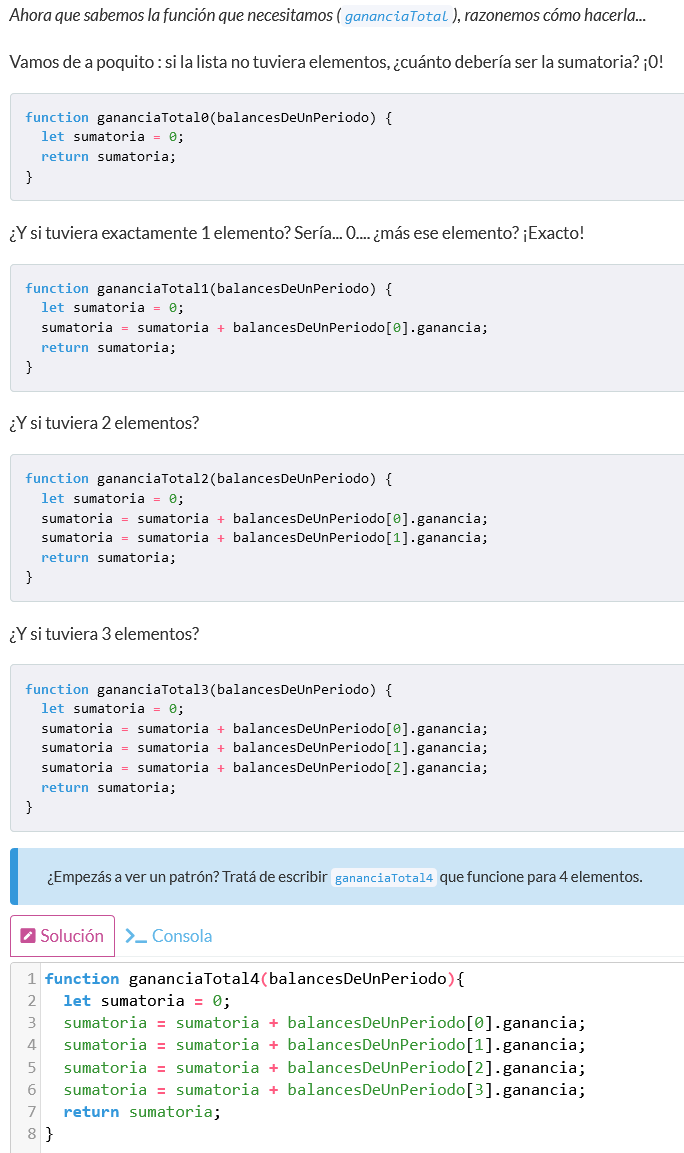 Ahora que sabemos la función que necesitamos ( gananciaTotal ), razonemos cómo hacerla...
Vamos de a poquito : si la lista no tuviera elementos, ¿cuánto debería ser la sumatoria? ¡0!
function gananciaTotal0(balancesDeUnPeriodo) {
  let sumatoria = 0;
  return sumatoria;
}
¿Y si tuviera exactamente 1 elemento? Sería... 0.... ¿más ese elemento? ¡Exacto!
function gananciaTotal1(balancesDeUnPeriodo) {
  let sumatoria = 0;
  sumatoria = sumatoria + balancesDeUnPeriodo[0].ganancia;
  return sumatoria;
}
¿Y si tuviera 2 elementos?
function gananciaTotal2(balancesDeUnPeriodo) {
  let sumatoria = 0;
  sumatoria = sumatoria + balancesDeUnPeriodo[0].ganancia;
  sumatoria = sumatoria + balancesDeUnPeriodo[1].ganancia;
  return sumatoria;
}
¿Y si tuviera 3 elementos?
function gananciaTotal3(balancesDeUnPeriodo) {
  let sumatoria = 0;
  sumatoria = sumatoria + balancesDeUnPeriodo[0].ganancia;
  sumatoria = sumatoria + balancesDeUnPeriodo[1].ganancia;
  sumatoria = sumatoria + balancesDeUnPeriodo[2].ganancia;
  return sumatoria;
}
¿Empezás a ver un patrón? Tratá de escribir gananciaTotal4 que funcione para 4 elementos.
Solución >_ Consola
1 function gananciaTotal4(balancesDeUnPeriodo){
2   let sumatoria = 0;
3   sumatoria = sumatoria + balancesDeUnPeriodo[0].ganancia;
4   sumatoria = sumatoria + balancesDeUnPeriodo[1].ganancia;
5   sumatoria = sumatoria + balancesDeUnPeriodo[2].ganancia;
6   sumatoria = sumatoria + balancesDeUnPeriodo[3].ganancia;
7   return sumatoria;
8 }